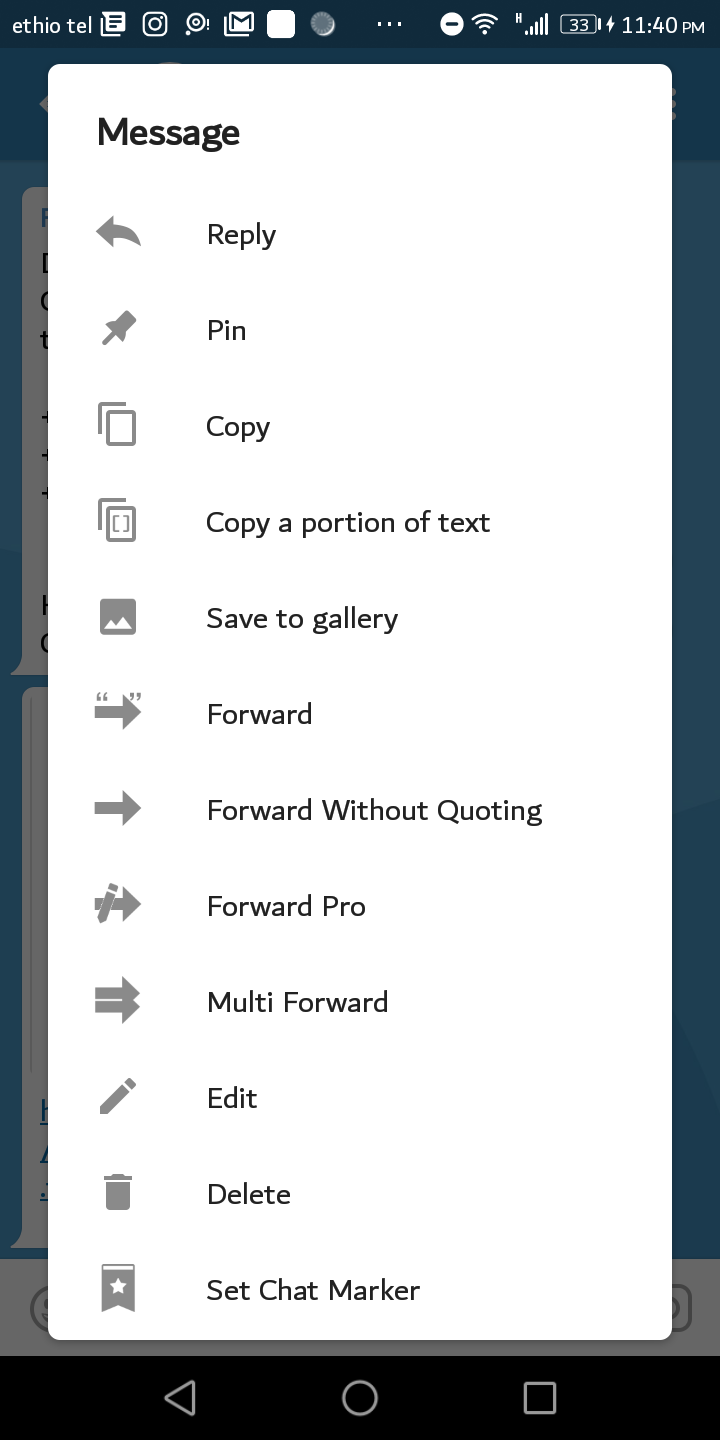 ethio tel
33
11:40 PM
Message
Reply
Pin
Copy
Copy a portion of text
Save to gallery
Forward
Forward Without Quoting
Forward Pro
Multi Forward
Edit
Delete
Set Chat Marker